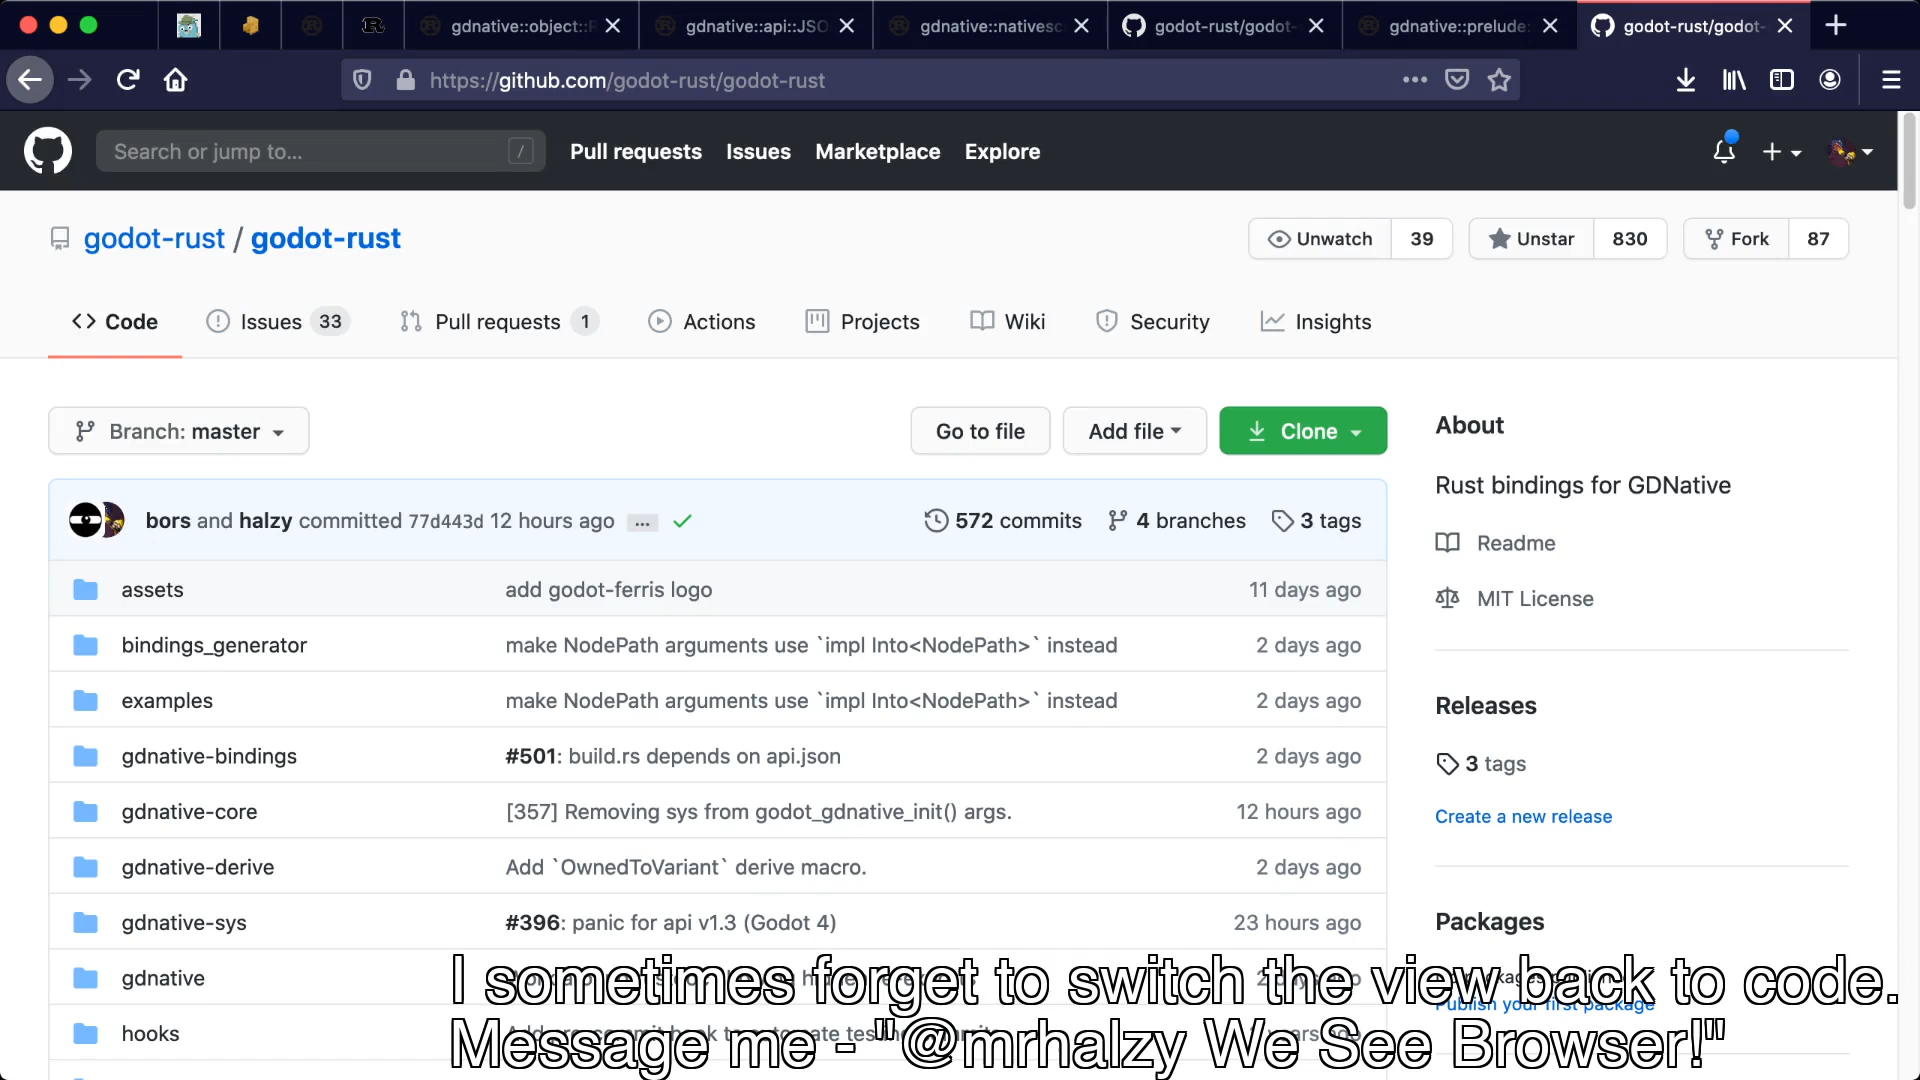 gdnative::object::R
gdnative::api::JSO
gdnative::nativesc
godot-rust/godot-
gdnative::prelude:
godot-rust/godot-
https://github.com/godot-rust/godot-rust
Search or jump to...
/
Pull requests
Issues
Marketplace
Explore
godot-rust / godot-rust
Unwatch 39
Unstar 830
Fork 87
Code
Issues 33
Pull requests 1
Actions
Projects
Wiki
Security
Insights
Branch: master
Go to file
Add file
Clone
bors and halzy committed 77d443d 12 hours ago ...
572 commits
4 branches
3 tags
assets add godot-ferris logo 11 days ago
bindings_generator make NodePath arguments use `impl Into<NodePath>` instead 2 days ago
examples make NodePath arguments use `impl Into<NodePath>` instead 2 days ago
gdnative-bindings #501: build.rs depends on api.json 2 days ago
gdnative-core [357] Removing sys from godot_gdnative_init() args. 12 hours ago
gdnative-derive Add `OwnedToVariant` derive macro. 2 days ago
gdnative-sys #396: panic for api v1.3 (Godot 4) 23 hours ago
gdnative
hooks
About
Rust bindings for GDNative
Readme
MIT License
Releases
3 tags
Create a new release
Packages
Publish your first package
I sometimes forget to switch the view back to code.
Message me - "@mrhalzy We See Browser!"